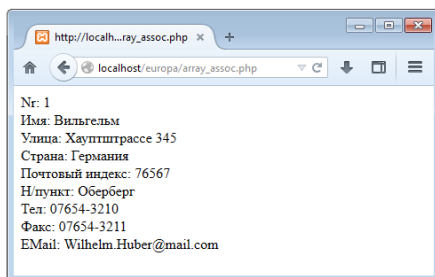 http://localh...ray_assoc.php
localhost/europa/array_assoc.php
Nr: 1
Имя: Вильгельм
Улица: Хауптштрассе 345
Страна: Германия
Почтовый индекс: 76567
Н/пункт: Оберберг
Тел: 07654-3210
Факс: 07654-3211
EMail: Wilhelm.Huber@mail.com